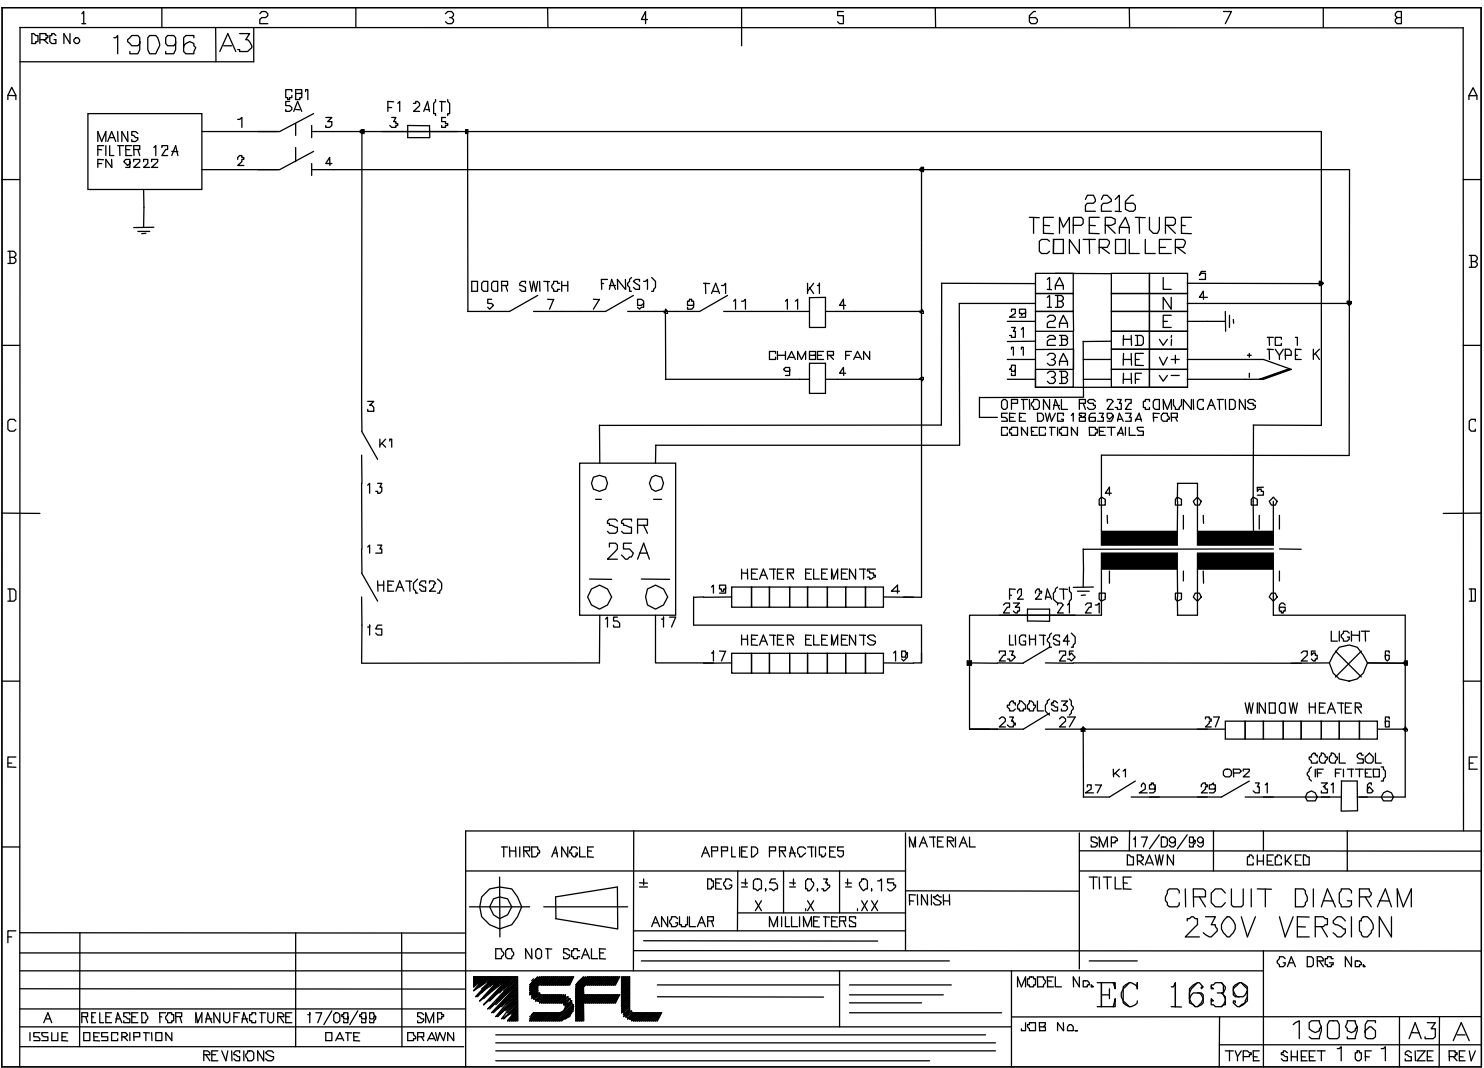 1 2 3 4 5 6 7 8
DRG No 19096 A3
A A
CB1
5A
F1 2A(T)
1 3 3 5
MAINS
FILTER 12A
FN 9222
2 4
2216
TEMPERATURE
CONTROLLER
B B
1A L 5
1B N 4
29 2A E
31 2B HD vi
11 3A HE v+
9 3B HF v-
TC 1
TYPE K
+
-
DOOR SWITCH FAN(S1) TA1 K1
5 7 7 9 9 11 11 4
CHAMBER FAN
9 4
OPTIONAL RS 232 COMUNICATIONS
SEE DWG 18639A3A FOR
CONECTION DETAILS
C C
3
K1
13
13
HEAT(S2)
15
SSR
25A
15 17
4 5
D D
HEATER ELEMENTS
19 4
HEATER ELEMENTS
17 19
F2 2A(T)
23 21 21 6
LIGHT(S4) LIGHT
23 25 25 6
COOL(S3) WINDOW HEATER
23 27 27 6
E E
COOL SOL
(IF FITTED)
K1 OP2
27 29 29 31 31 6
F
THIRD ANGLE
DO NOT SCALE
APPLIED PRACTICES
± DEG ±0,5 ±0,3 ±0,15
X .X .XX
ANGULAR MILLIMETERS
MATERIAL
FINISH
SMP 17/09/99
DRAWN CHECKED
TITLE
CIRCUIT DIAGRAM
230V VERSION
GA DRG No.
SFL
MODEL No. EC 1639
JOB No.
19096 A3 A
TYPE SHEET 1 OF 1 SIZE REV
A RELEASED FOR MANUFACTURE 17/09/99 SMP
ISSUE DESCRIPTION DATE DRAWN
REVISIONS